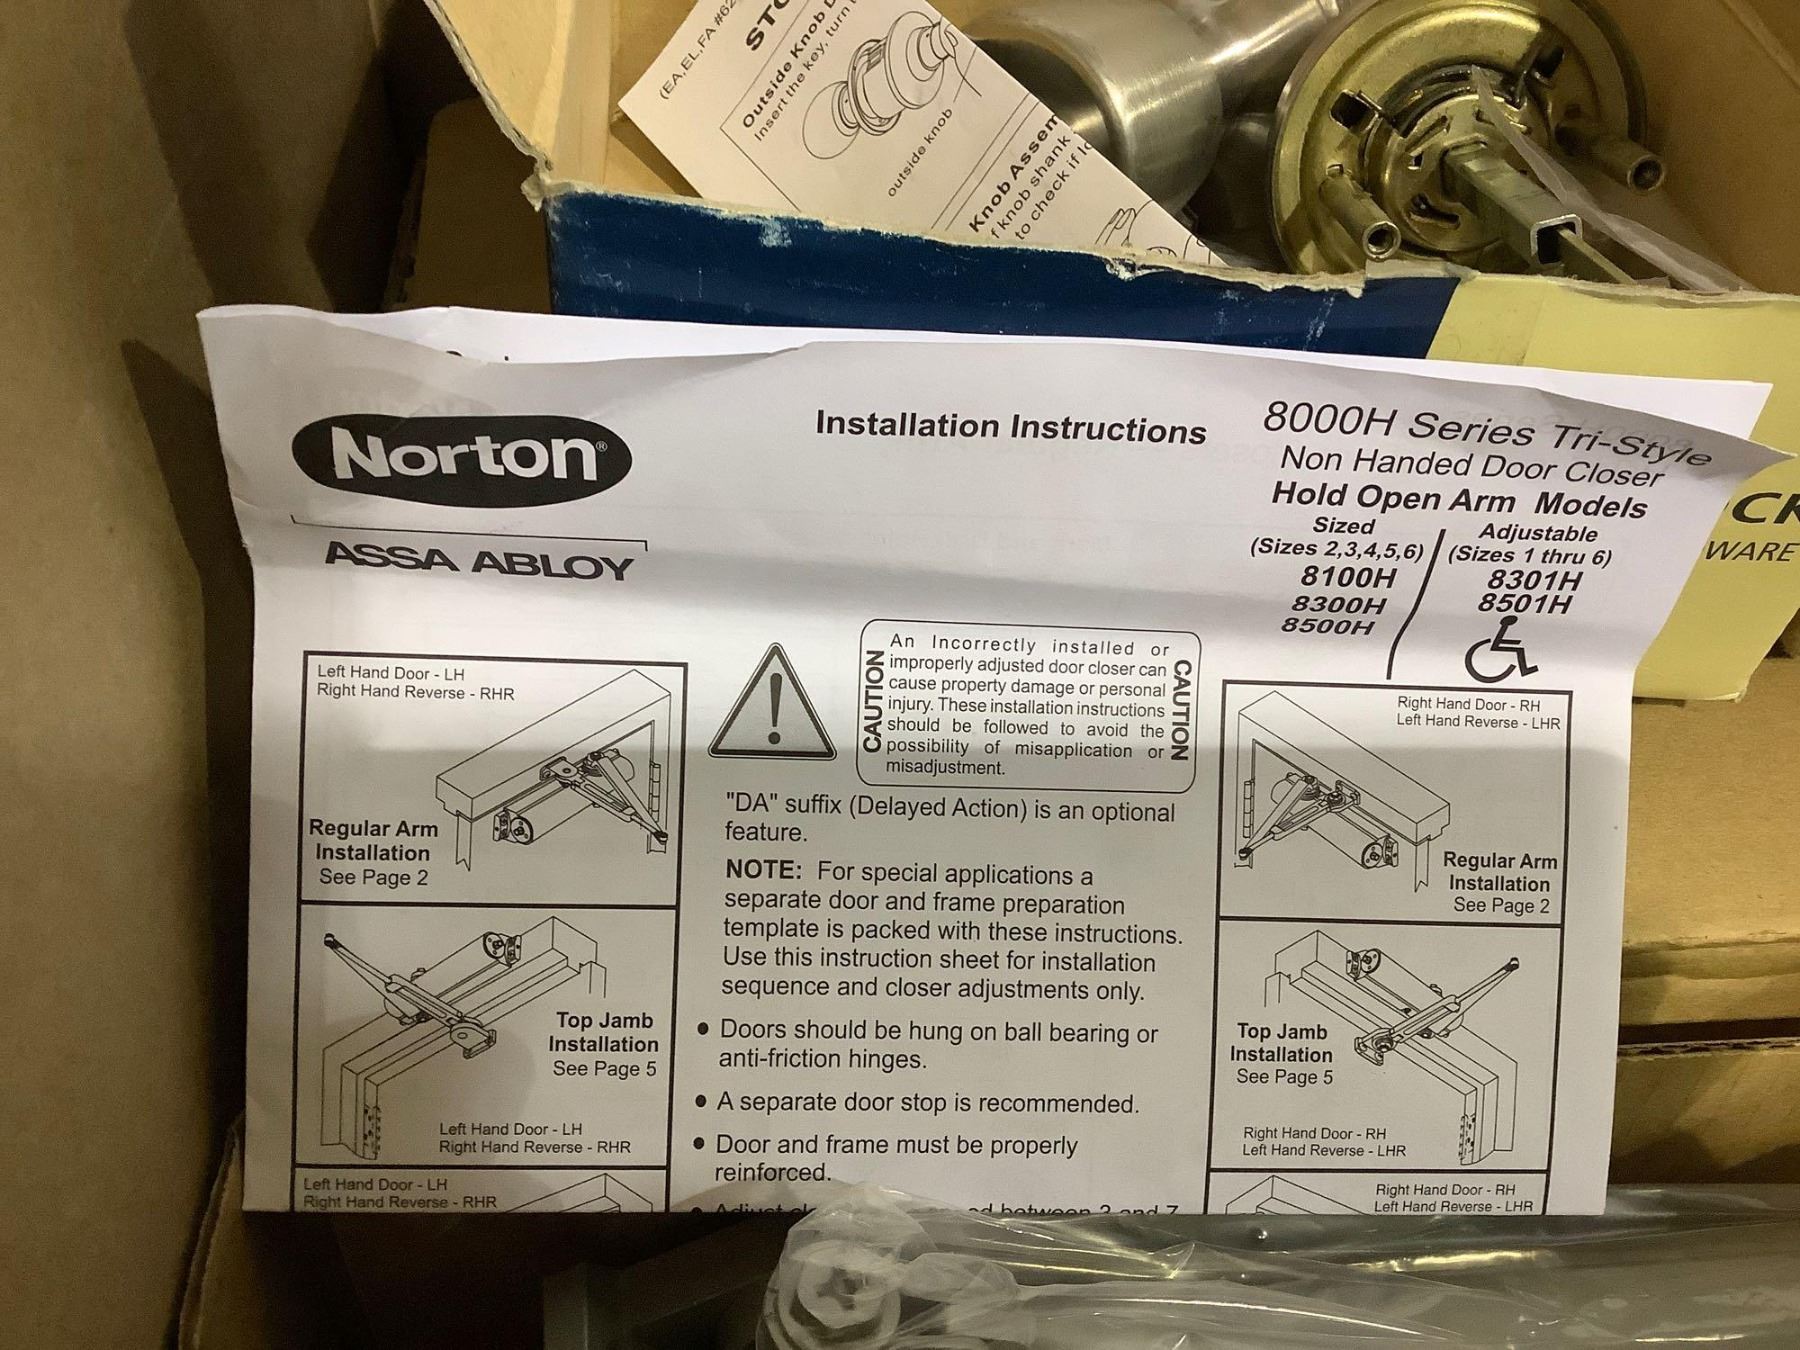 (EA,EL,FA #62
STO
Outside Knob
Insert the key, turn
outside knob
Knob Assem
f knob shank
to check if
Norton®
ASSA ABLOY
Installation Instructions
8000H Series Tri-Style
Non Handed Door Closer
Hold Open Arm Models
Sized
(Sizes 2,3,4,5,6)
8100H
8300H
8500H
Adjustable
(Sizes 1 thru 6)
8301H
8501H
CK
WARE
Left Hand Door - LH
Right Hand Reverse - RHR
Regular Arm
Installation
See Page 2
Top Jamb
Installation
See Page 5
Left Hand Door - LH
Right Hand Reverse - RHR
Left Hand Door - LH
Right Hand Reverse - RHR
CAUTION
An Incorrectly installed or
improperly adjusted door closer can
cause property damage or personal
injury. These installation instructions
should be followed to avoid the
possibility of misapplication or
misadjustment.
CAUTION
"DA" suffix (Delayed Action) is an optional
feature.
NOTE: For special applications a
separate door and frame preparation
template is packed with these instructions.
Use this instruction sheet for installation
sequence and closer adjustments only.
• Doors should be hung on ball bearing or
anti-friction hinges.
• A separate door stop is recommended.
• Door and frame must be properly
reinforced.
• Adjust between 3 and 7
Right Hand Door - RH
Left Hand Reverse - LHR
Regular Arm
Installation
See Page 2
Top Jamb
Installation
See Page 5
Right Hand Door - RH
Left Hand Reverse - LHR
Right Hand Door - RH
Left Hand Reverse - LHR